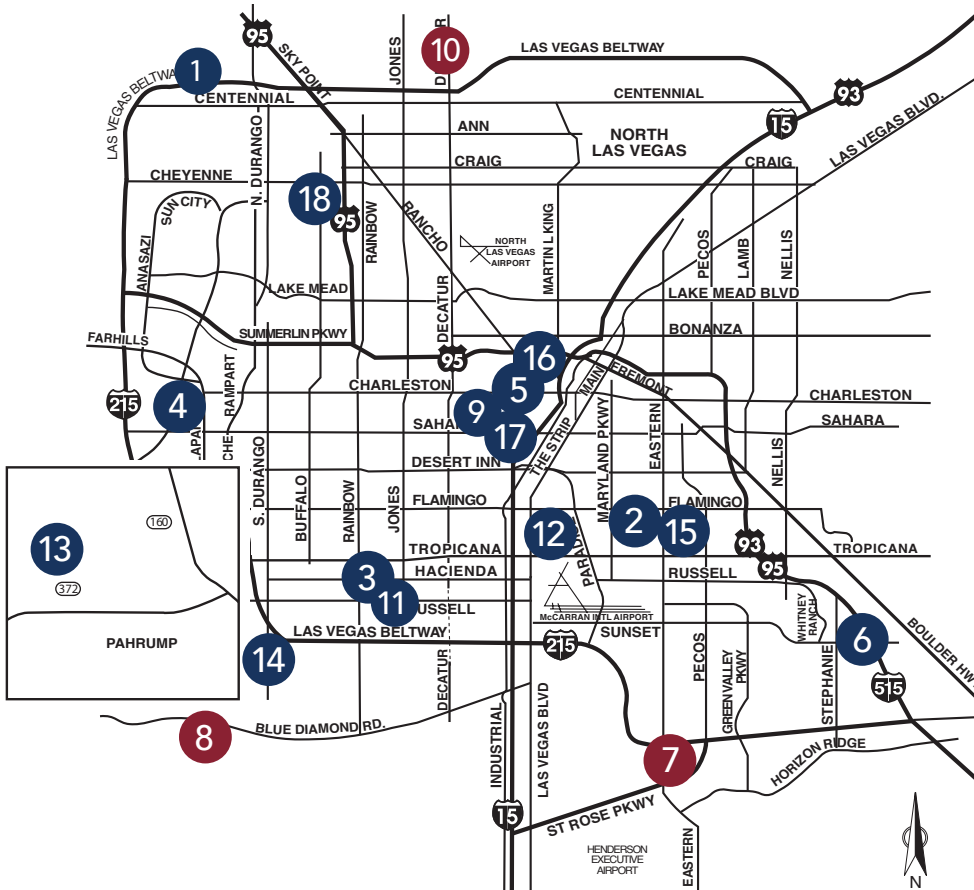 95
SKY POINT
JONES
10
D
R
LAS VEGAS BELTWAY
1
LAS VEGAS BELTWA
CENTENNIAL
CENTENNIAL
93
15
LAS VEGAS BLVD.
ANN
NORTH
LAS VEGAS
CRAIG
CRAIG
N. DURANGO
CHEYENNE
18
95
SUN CITY
RAINBOW
RANCHO
NORTH
LAS VEGAS
AIRPORT
MARTIN L KING
PECOS
LAMB
NELLIS
ANASAZI
LAKE MEAD
LAKE MEAD BLVD
DECATUR
BONANZA
FARHILLS
SUMMERLIN PKWY
95
16
MAIN
FREMONT
215
4
RAMPART
CHARLESTON
5
CHARLESTON
9
SAHA
17
SAHARA
APA
CHE
THE STRIP
MARYLAND PKWY
EASTERN
S. DURANGO
DESERT INN
NELLIS
BUFFALO
RAINBOW
JONES
FLAMINGO
FLAMINGO
2
15
12
PARADIS
160
13
372
PAHRUMP
TROPICANA
93
TROPICANA
95
3
HACIENDA
RUSSELL
11
USSELL
McCARRAN INTL AIRPORT
WHITNEY
RANCH
LAS VEGAS BELTWAY
SUNSET
215
6
BOULDER HW
14
DECATUR
PECOS
GREEN VALLEY
PKWY
STEPHANIE
515
8
BLUE DIAMOND RD.
INDUSTRIAL
LAS VEGAS BLVD
7
HORIZON RIDGE
15
ST ROSE PKWY
HENDERSON
EXECUTIVE
AIRPORT
EASTERN
N